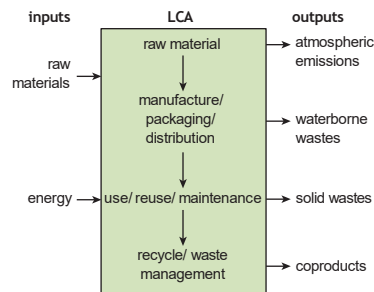 inputs
LCA
outputs
raw material
atmospheric
emissions
raw
materials
manufacture/
packaging/
distribution
waterborne
wastes
energy
use/ reuse/ maintenance
solid wastes
recycle/ waste
management
coproducts